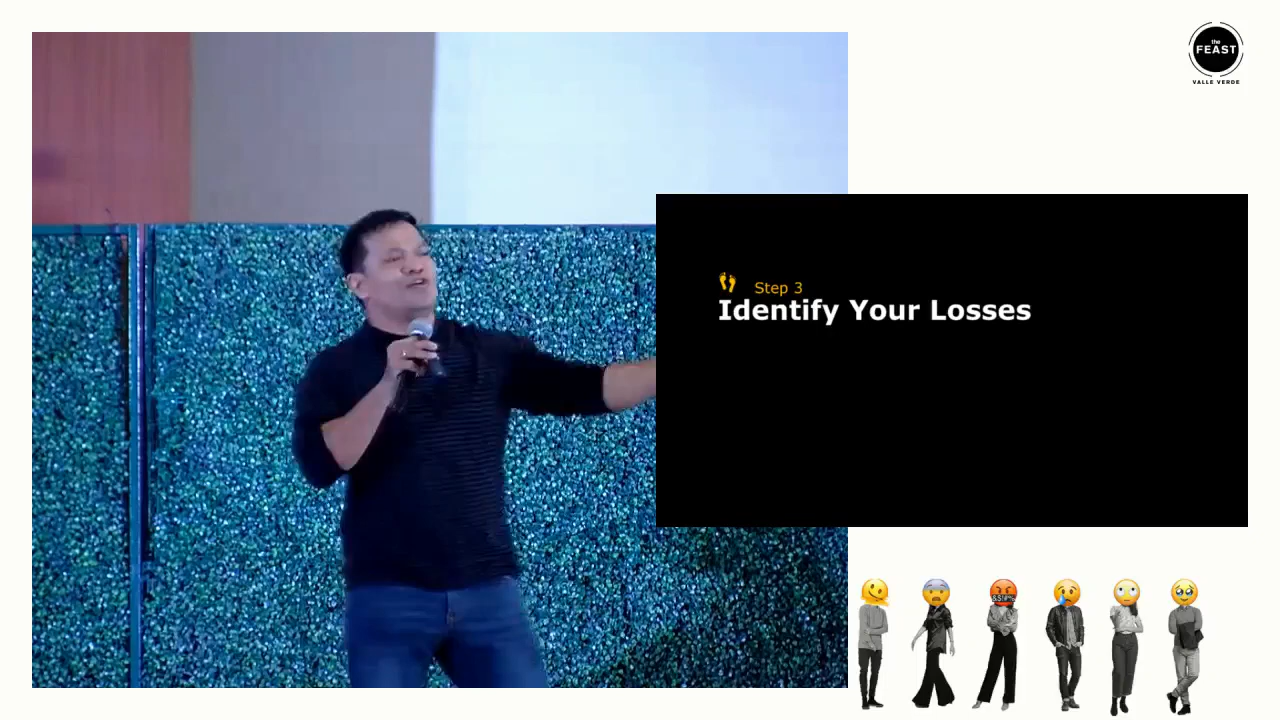 the
FEAST
VALLE VERDE
Step 3
Identify Your Losses
&$!#%